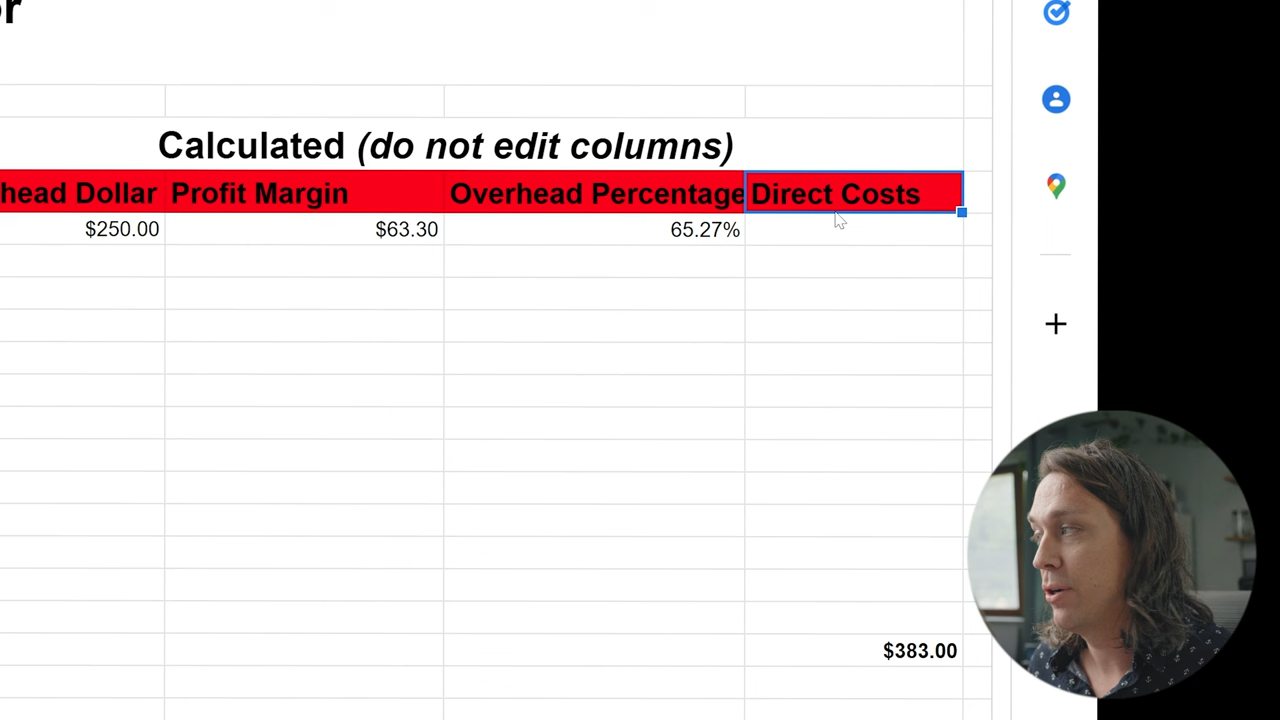 Calculated (do not edit columns)
head Dollar Profit Margin Overhead Percentage Direct Costs
$250.00 $63.30 65.27%
$383.00